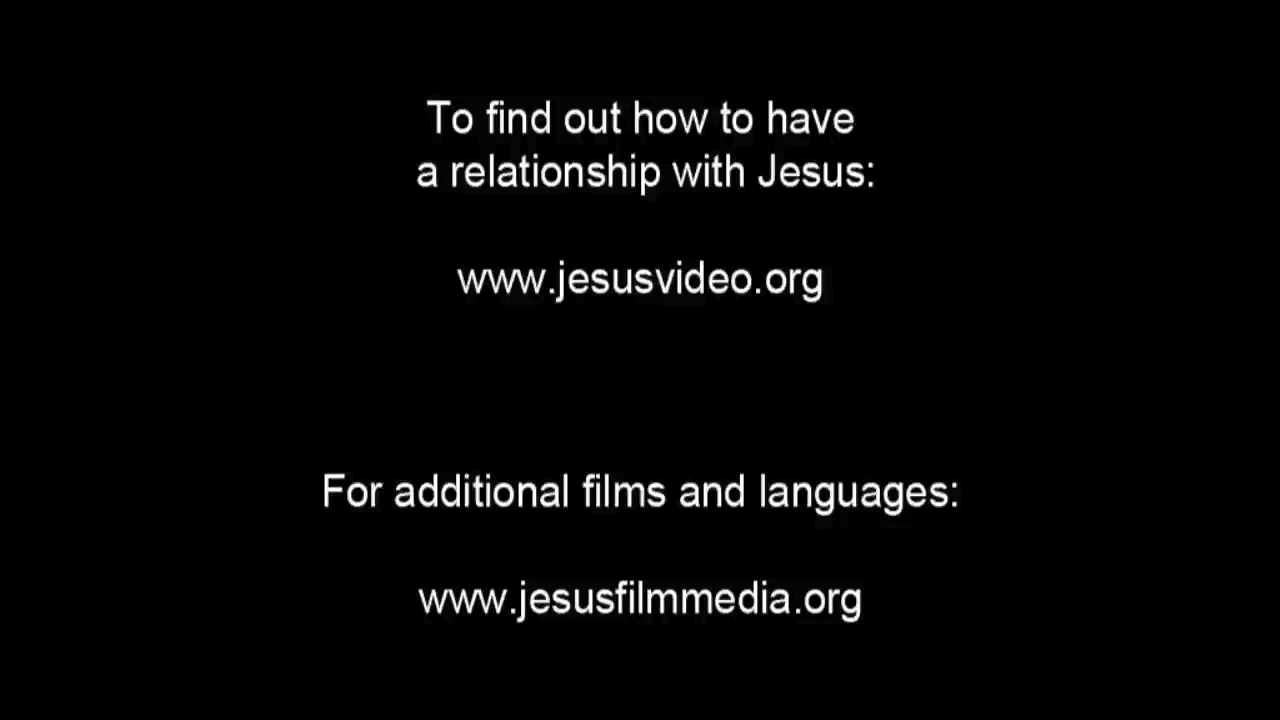 To find out how to have
a relationship with Jesus:
www.jesusvideo.org
For additional films and languages:
www.jesusfilmmedia.org